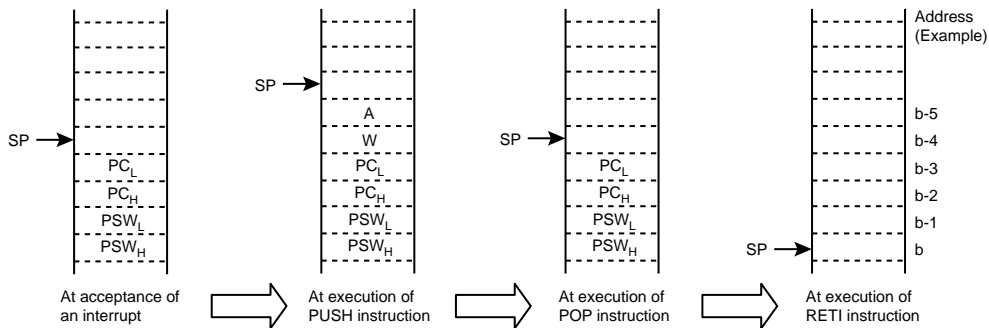 Address
(Example)
SP
A
b-5
SP
W
SP
b-4
PC_L
PC_L
PC_L
b-3
PC_H
PC_H
PC_H
b-2
PSW_L
PSW_L
PSW_L
b-1
PSW_H
PSW_H
PSW_H
SP
b
At acceptance of
an interrupt
At execution of
PUSH instruction
At execution of
POP instruction
At execution of
RETI instruction